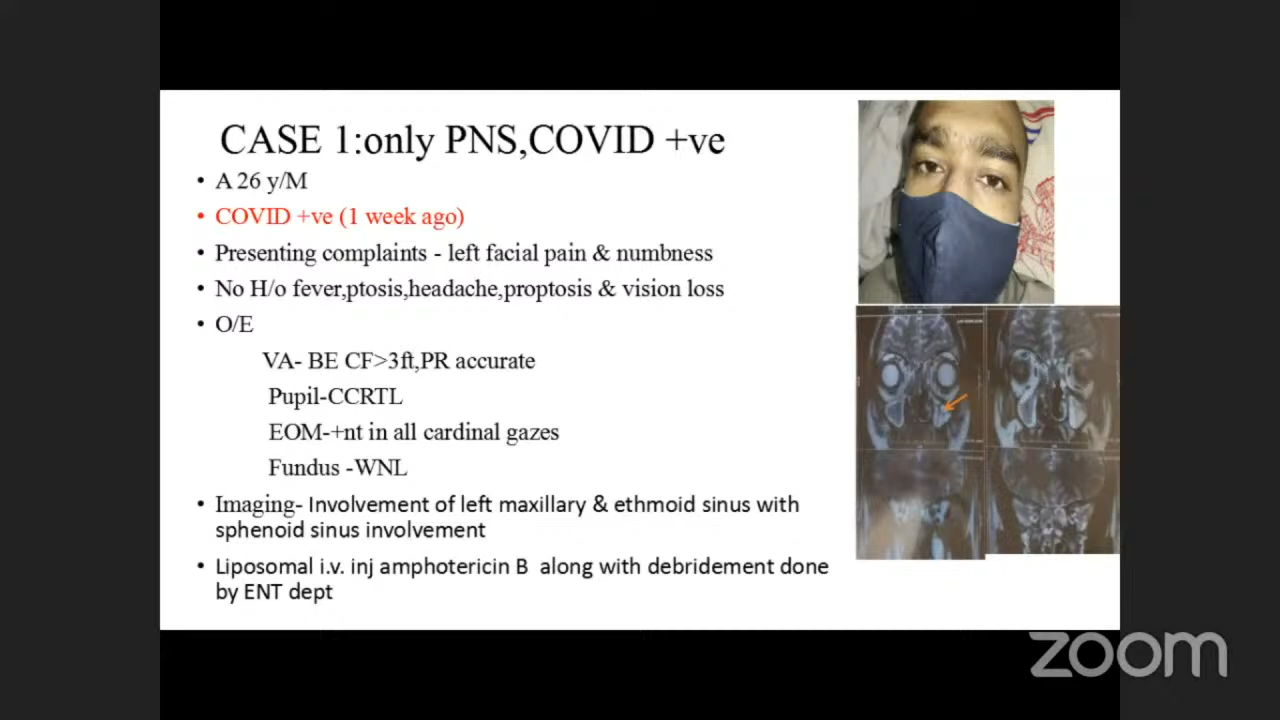 CASE 1:only PNS,COVID +ve
• A 26 y/M
• COVID +ve (1 week ago)
• Presenting complaints - left facial pain & numbness
• No H/o fever,ptosis,headache,proptosis & vision loss
• O/E
VA- BE CF>3ft,PR accurate
Pupil-CCRTL
EOM-+nt in all cardinal gazes
Fundus -WNL
• Imaging- Involvement of left maxillary & ethmoid sinus with
sphenoid sinus involvement
• Liposomal i.v. inj amphotericin B along with debridement done
by ENT dept
zoom